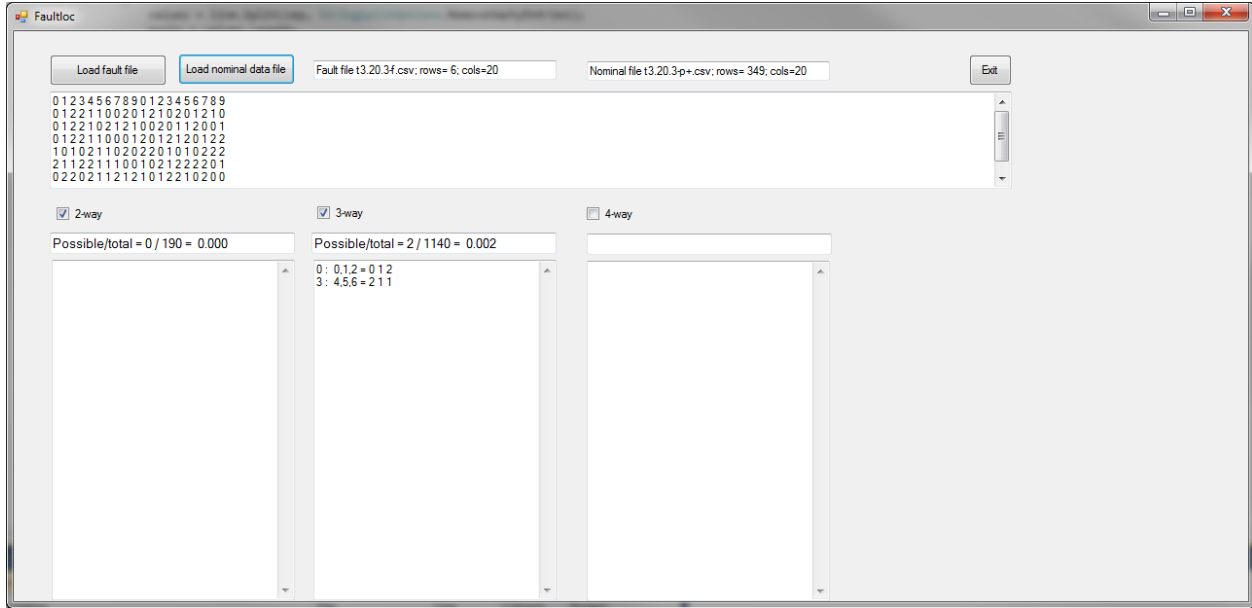 Faultloc
Load fault file
Load nominal data file
Fault file t3.20.3-f.csv; rows= 6; cols=20
Nominal file t3.20.3-p+.csv; rows= 349; cols=20
Exit
0 1 2 3 4 5 6 7 8 9 0 1 2 3 4 5 6 7 8 9
0 1 2 2 1 1 0 0 2 0 1 2 1 0 2 0 1 2 1 0
0 1 2 2 1 0 2 1 2 1 0 0 2 0 1 1 2 0 0 1
0 1 2 2 1 1 0 0 0 1 2 0 1 2 1 2 0 1 2 2
1 0 1 0 2 1 1 0 2 0 2 2 0 1 0 1 0 2 2 2
2 1 1 2 2 1 1 1 0 0 1 0 2 1 2 2 2 2 0 1
0 2 2 0 2 1 1 2 1 2 1 0 1 2 2 1 0 2 0 0
2-way
3-way
4-way
Possible/total = 0 / 190 = 0.000
Possible/total = 2 / 1140 = 0.002
0 : 0,1,2 = 0 1 2
3 : 4,5,6 = 2 1 1